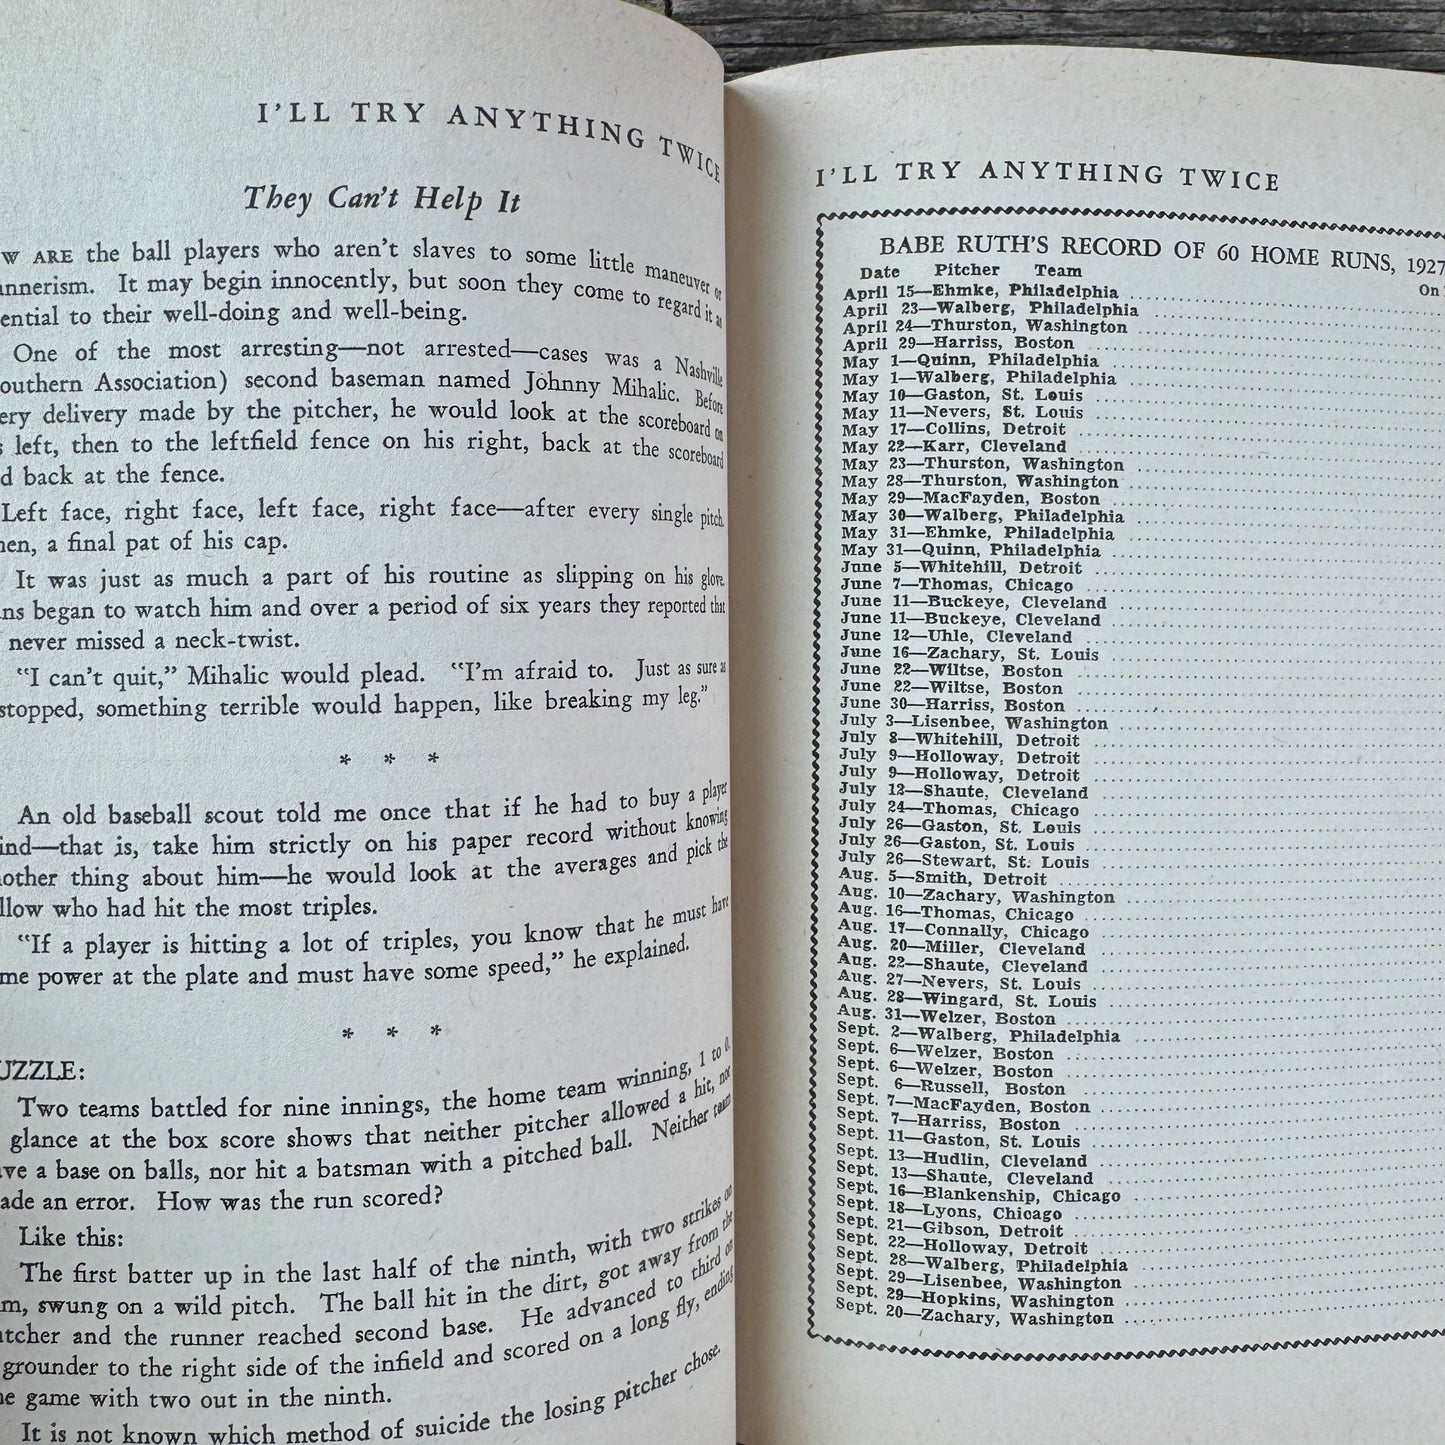 I'LL TRY ANYTHING TWICE
They Can't Help It
W ARE the ball players who aren't slaves to some little maneuver or
nnerism. It may begin innocently, but soon they come to regard it as
ential to their well-doing and well-being.
One of the most arresting—not arrested—cases was a Nashville
outhern Association) second baseman named Johnny Mihalic. Before
ery delivery made by the pitcher, he would look at the scoreboard on
s left, then to the leftfield fence on his right, back at the scoreboard
d back at the fence.
Left face, right face, left face, right face—after every single pitch.
hen, a final pat of his cap.
It was just as much a part of his routine as slipping on his glove.
ns began to watch him and over a period of six years they reported that
never missed a neck-twist.
"I can't quit," Mihalic would plead. "I'm afraid to. Just as sure as
stopped, something terrible would happen, like breaking my leg."
* * *
An old baseball scout told me once that if he had to buy a player
ind—that is, take him strictly on his paper record without knowing
other thing about him—he would look at the averages and pick the
llow who had hit the most triples.
"If a player is hitting a lot of triples, you know that he must have
me power at the plate and must have some speed," he explained.
* * *
UZZLE:
Two teams battled for nine innings, the home team winning, 1 to 0.
glance at the box score shows that neither pitcher allowed a hit, nor
ve a base on balls, nor hit a batsman with a pitched ball. Neither team
ade an error. How was the run scored?
Like this:
The first batter up in the last half of the ninth, with two strikes on
m, swung on a wild pitch. The ball hit in the dirt, got away from the
tcher and the runner reached second base. He advanced to third on
grounder to the right side of the infield and scored on a long fly, ending
e game with two out in the ninth.
It is not known which method of suicide the losing pitcher chose.
I'LL TRY ANYTHING TWICE
BABE RUTH'S RECORD OF 60 HOME RUNS, 1927
Date Pitcher Team
On
April 15—Ehmke, Philadelphia
April 23—Walberg, Philadelphia
April 24—Thurston, Washington
April 29—Harriss, Boston
May 1—Quinn, Philadelphia
May 1—Walberg, Philadelphia
May 10—Gaston, St. Louis
May 11—Nevers, St. Louis
May 17—Collins, Detroit
May 22—Karr, Cleveland
May 23—Thurston, Washington
May 28—Thurston, Washington
May 29—MacFayden, Boston
May 30—Walberg, Philadelphia
May 31—Ehmke, Philadelphia
May 31—Quinn, Philadelphia
June 5—Whitehill, Detroit
June 7—Thomas, Chicago
June 11—Buckeye, Cleveland
June 11—Buckeye, Cleveland
June 12—Uhle, Cleveland
June 16—Zachary, St. Louis
June 22—Wiltse, Boston
June 22—Wiltse, Boston
June 30—Harriss, Boston
July 3—Lisenbee, Washington
July 8—Whitehill, Detroit
July 9—Holloway, Detroit
July 9—Holloway, Detroit
July 12—Shaute, Cleveland
July 24—Thomas, Chicago
July 26—Gaston, St. Louis
July 26—Gaston, St. Louis
July 26—Stewart, St. Louis
Aug. 5—Smith, Detroit
Aug. 10—Zachary, Washington
Aug. 16—Thomas, Chicago
Aug. 17—Connally, Chicago
Aug. 20—Miller, Cleveland
Aug. 22—Shaute, Cleveland
Aug. 27—Nevers, St. Louis
Aug. 28—Wingard, St. Louis
Aug. 31—Welzer, Boston
Sept. 2—Walberg, Philadelphia
Sept. 6—Welzer, Boston
Sept. 6—Welzer, Boston
Sept. 6—Russell, Boston
Sept. 7—MacFayden, Boston
Sept. 7—Harriss, Boston
Sept. 11—Gaston, St. Louis
Sept. 13—Hudlin, Cleveland
Sept. 13—Shaute, Cleveland
Sept. 16—Blankenship, Chicago
Sept. 18—Lyons, Chicago
Sept. 21—Gibson, Detroit
Sept. 22—Holloway, Detroit
Sept. 28—Walberg, Philadelphia
Sept. 29—Lisenbee, Washington
Sept. 29—Hopkins, Washington
Sept. 20—Zachary, Washington